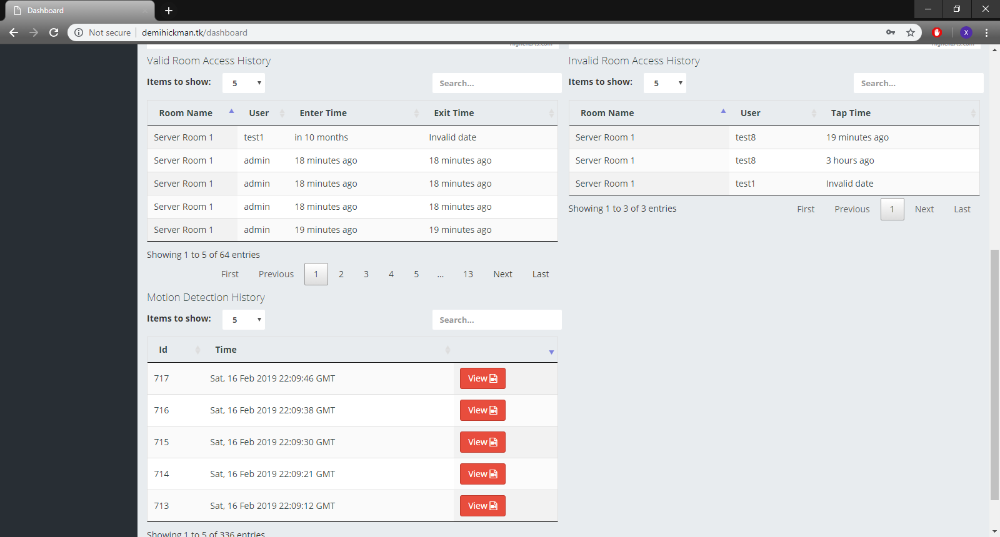 Dashboard
Not secure demihickman.tk/dashboard X
Highcharts.com Highcharts.com
Valid Room Access History
Items to show: 5 Search...
Room Name User Enter Time Exit Time
Server Room 1 test1 in 10 months Invalid date
Server Room 1 admin 18 minutes ago 18 minutes ago
Server Room 1 admin 18 minutes ago 18 minutes ago
Server Room 1 admin 18 minutes ago 18 minutes ago
Server Room 1 admin 19 minutes ago 19 minutes ago
Showing 1 to 5 of 64 entries
First Previous 1 2 3 4 5 ... 13 Next Last
Invalid Room Access History
Items to show: 5 Search...
Room Name User Tap Time
Server Room 1 test8 19 minutes ago
Server Room 1 test8 3 hours ago
Server Room 1 test1 Invalid date
Showing 1 to 3 of 3 entries First Previous 1 Next Last
Motion Detection History
Items to show: 5 Search...
Id Time
717 Sat, 16 Feb 2019 22:09:46 GMT View
716 Sat, 16 Feb 2019 22:09:38 GMT View
715 Sat, 16 Feb 2019 22:09:30 GMT View
714 Sat, 16 Feb 2019 22:09:21 GMT View
713 Sat, 16 Feb 2019 22:09:12 GMT View
Showing 1 to 5 of 336 entries